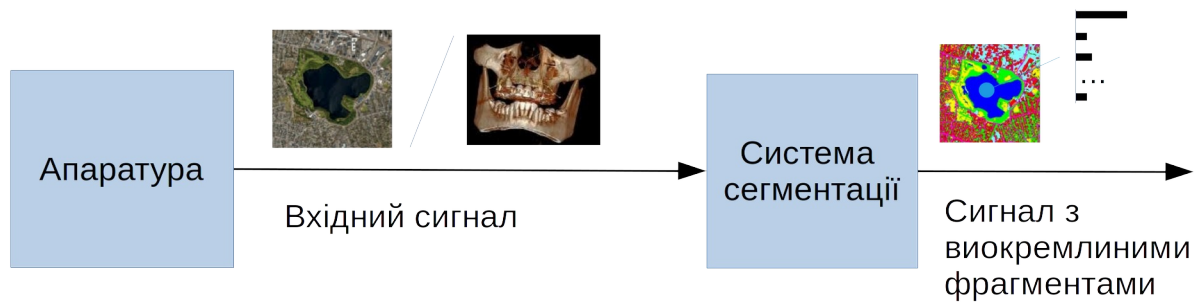 Апаратура
Вхідний сигнал
Система
сегментації
...
Сигнал з
виокремлиними
фрагментами